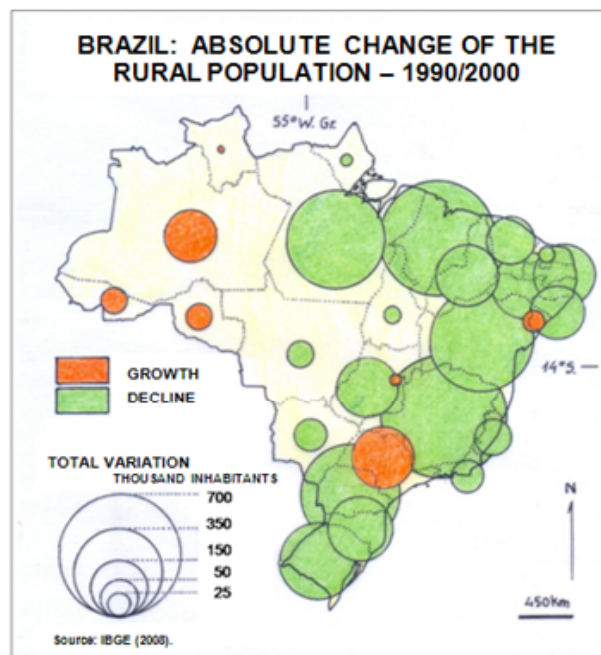 BRAZIL: ABSOLUTE CHANGE OF THE
RURAL POPULATION – 1990/2000
55° W. Gr.
14° S.
GROWTH
DECLINE
TOTAL VARIATION
THOUSAND INHABITANTS
700
350
150
50
25
N
450Km
Source: IBGE (2008).